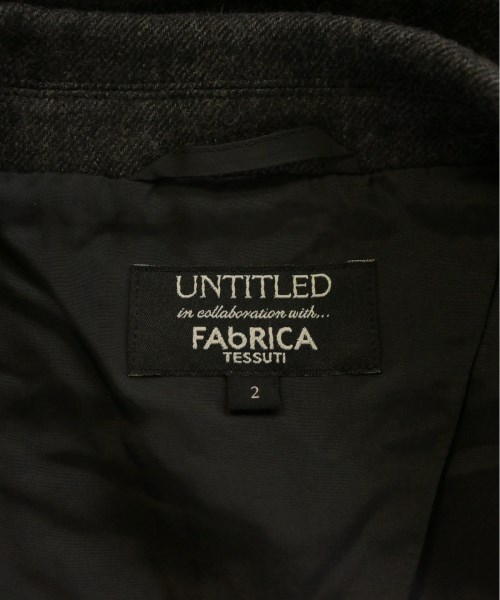 UNTITLED
in collaboration with...
FAbRICA
TESSUTI
2